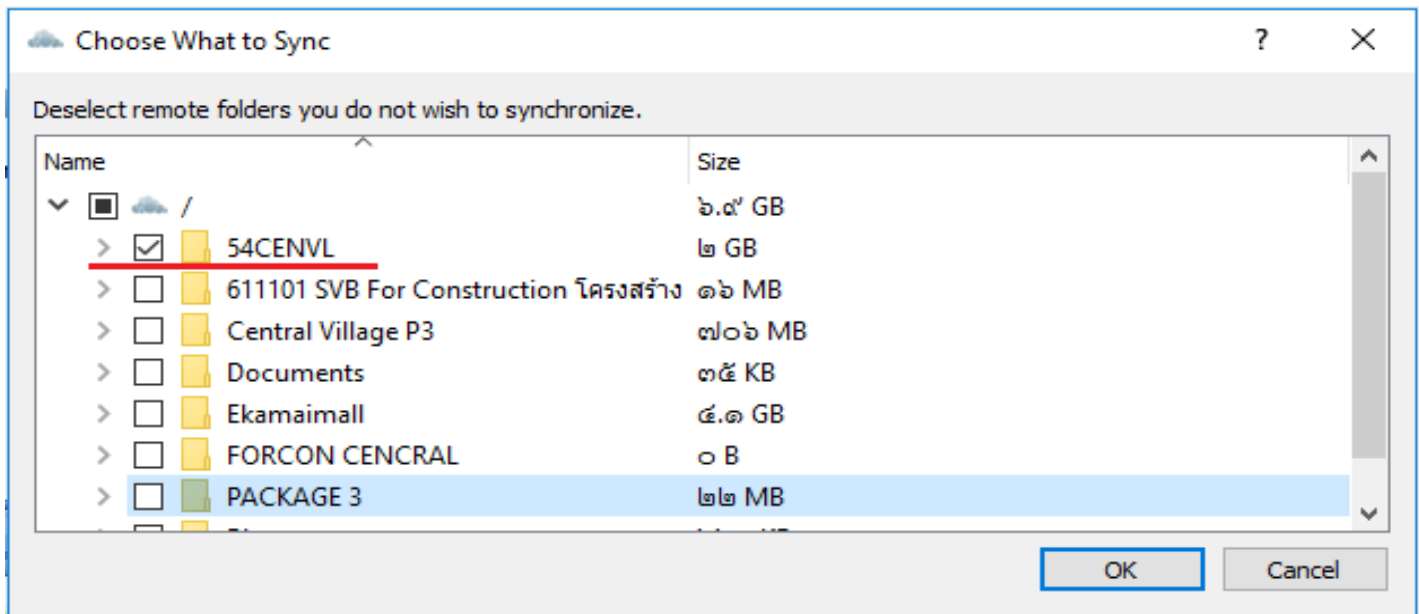 Choose What to Sync
Deselect remote folders you do not wish to synchronize.
Name Size
/ ๖.๙ GB
54CENVL ๒ GB
611101 SVB For Construction โครงสร้าง ๑๖ MB
Central Village P3 ๗๐๖ MB
Documents ๓๕ KB
Ekamaimall ๔.๑ GB
FORCON CENCRAL ๐ B
PACKAGE 3 ๒๒ MB
OK Cancel